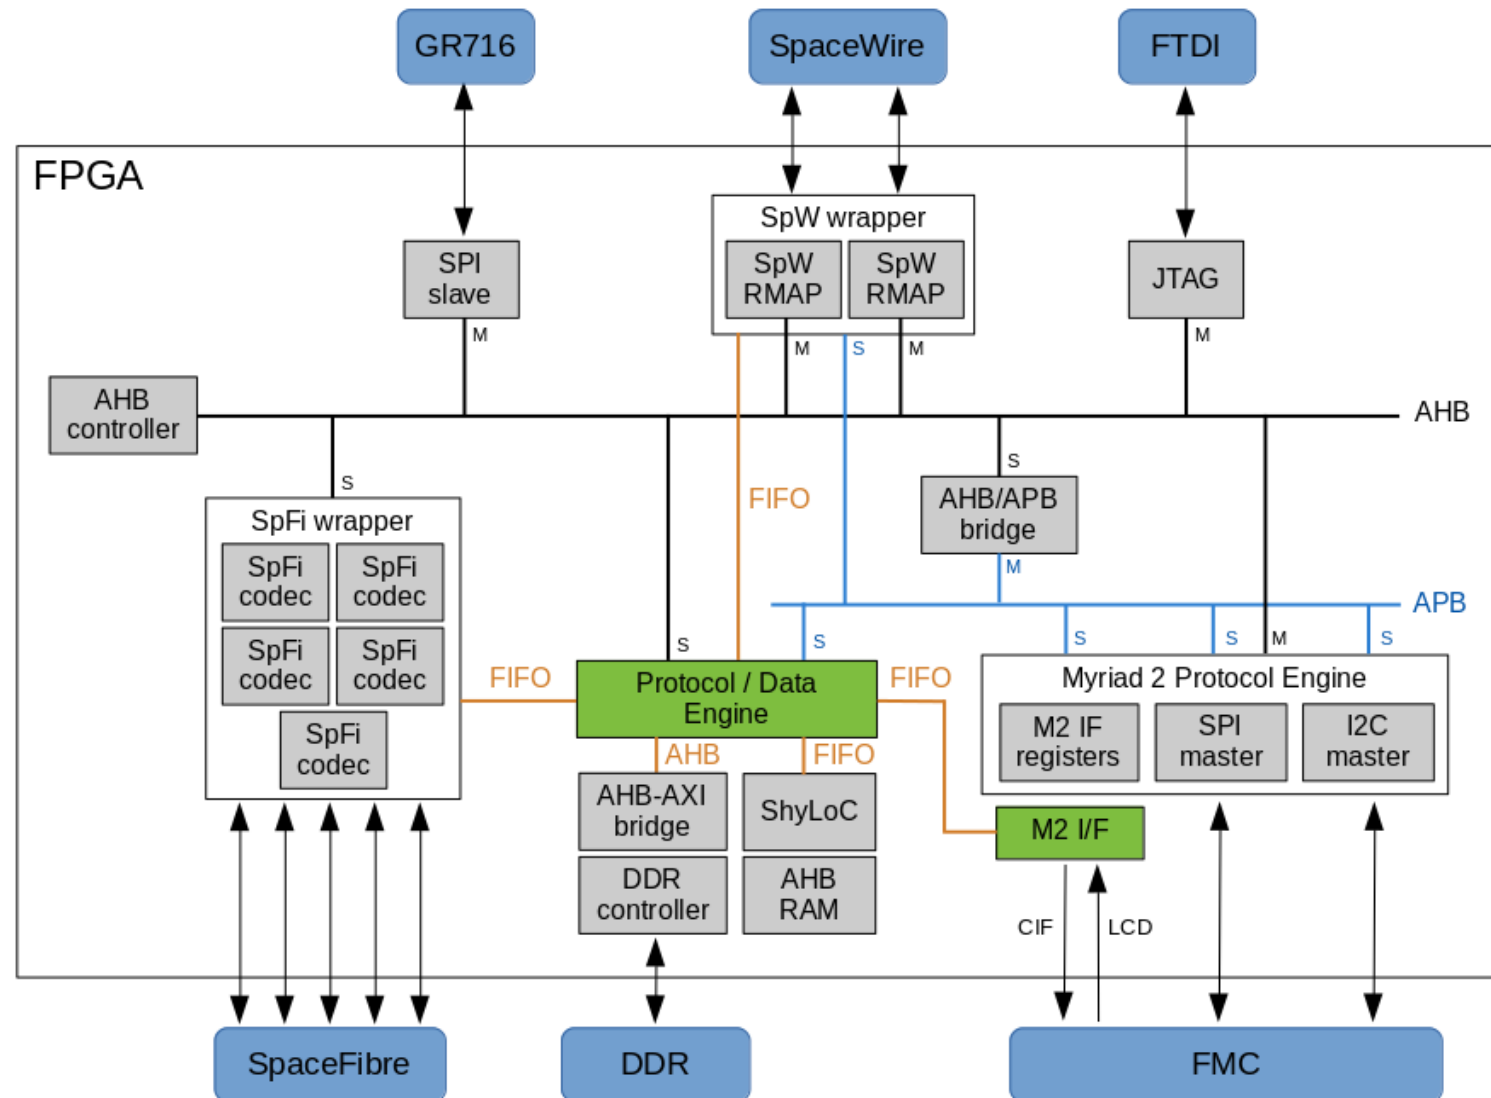 GR716
SpaceWire
FTDI
FPGA
SpW wrapper
SPI
slave
SpW
RMAP
SpW
RMAP
JTAG
M
M
S
M
M
AHB
controller
AHB
S
S
FIFO
AHB/APB
bridge
M
SpFi wrapper
SpFi
codec
SpFi
codec
SpFi
codec
SpFi
codec
SpFi
codec
APB
S
S
S
S
M
S
FIFO
Protocol / Data
Engine
FIFO
Myriad 2 Protocol Engine
M2 IF
registers
SPI
master
I2C
master
AHB
FIFO
AHB-AXI
bridge
ShyLoC
M2 I/F
DDR
controller
AHB
RAM
CIF
LCD
SpaceFibre
DDR
FMC